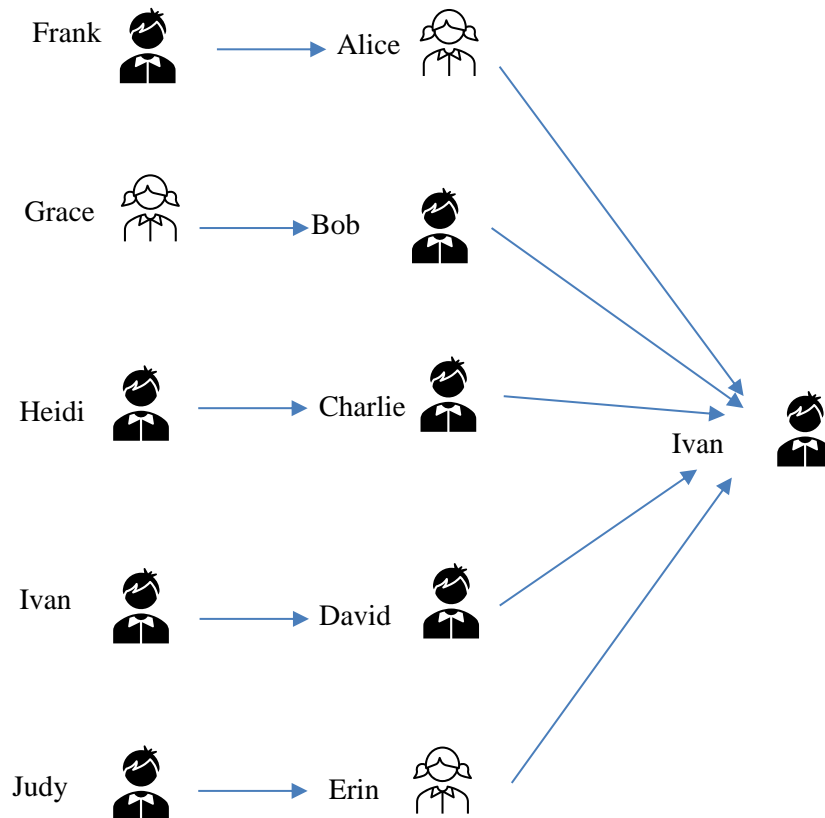 Frank
Alice
Grace
Bob
Heidi
Charlie
Ivan
Ivan
David
Judy
Erin